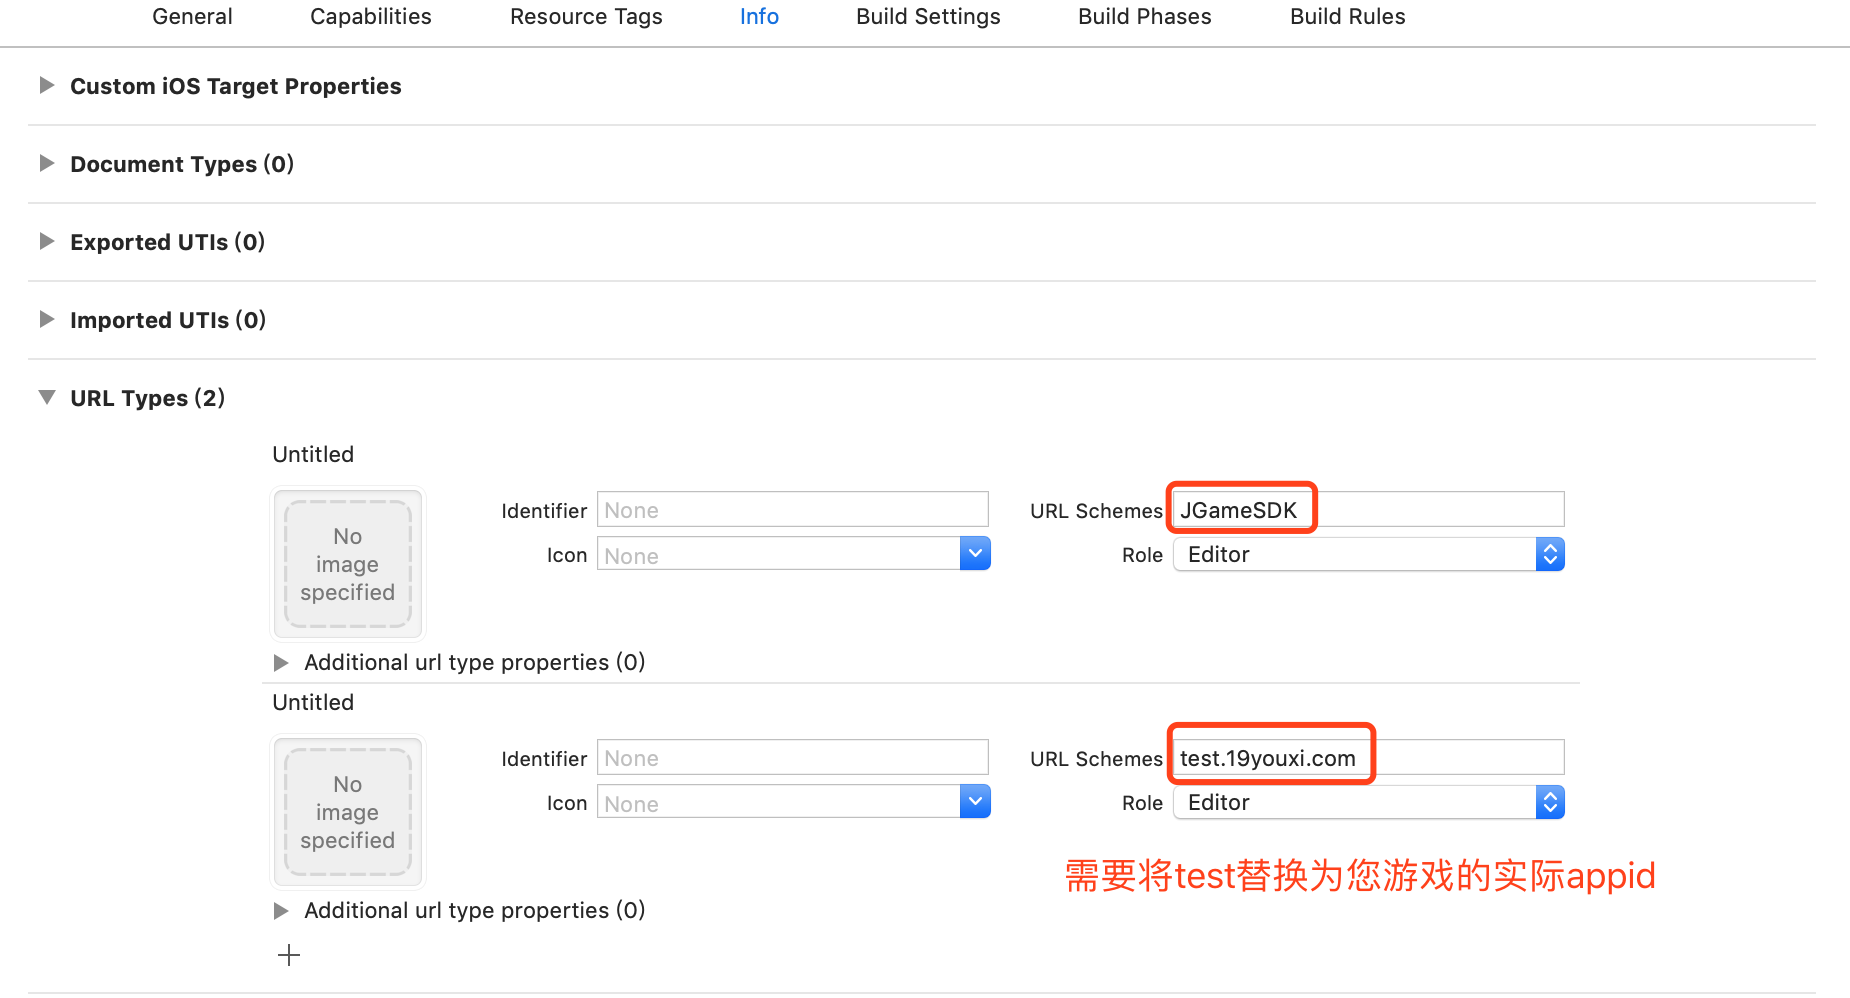 General Capabilities Resource Tags Info Build Settings Build Phases Build Rules
Custom iOS Target Properties
Document Types (0)
Exported UTIs (0)
Imported UTIs (0)
URL Types (2)
Untitled
No
image
specified
Identifier None
URL Schemes JGameSDK
Icon None
Role Editor
Additional url type properties (0)
Untitled
No
image
specified
Identifier None
URL Schemes test.19youxi.com
Icon None
Role Editor
需要将test替换为您游戏的实际appid
Additional url type properties (0)